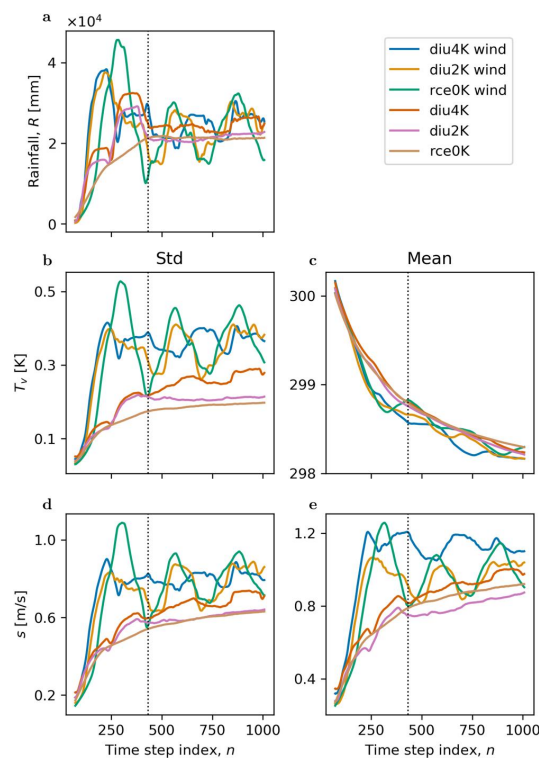 a
×10⁴
4
2
0
Rainfall, R [mm]
diu4K wind
diu2K wind
rce0K wind
diu4K
diu2K
rce0K
b
Std
c
Mean
0.5
0.3
0.1
Tᵥ [K]
300
299
298
d
e
1.0
0.6
0.2
s [m/s]
1.2
0.8
0.4
250
500
750
1000
Time step index, n
250
500
750
1000
Time step index, n